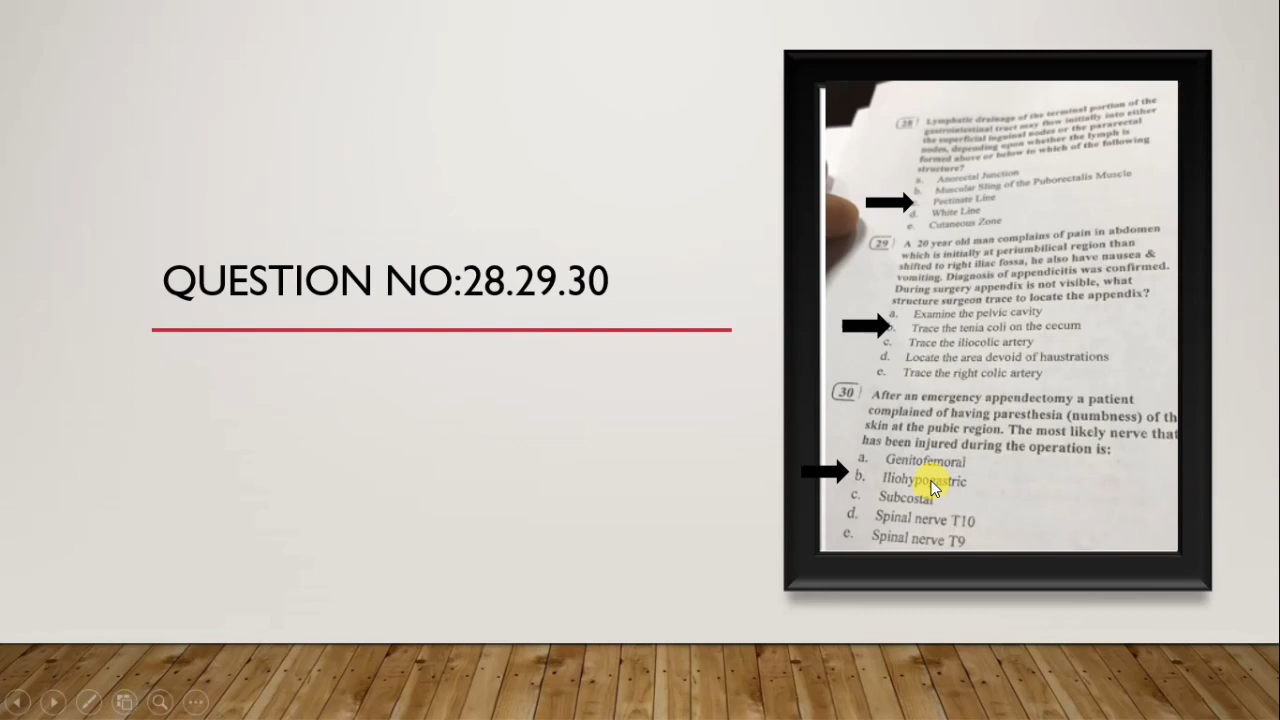 QUESTION NO:28.29.30
28 Lymphatic drainage of the terminal portion of the
gastrointestinal tract may flow initially into either
the superficial inguinal nodes or the pararectal
nodes, depending upon whether the lymph is
formed above or below to which of the following
structure?
a. Anorectal Junction
b. Muscular Sling of the Puborectalis Muscle
c. Pectinate Line
d. White Line
e. Cutaneous Zone
29 A 20 year old man complains of pain in abdomen
which is initially at periumbilical region than
shifted to right iliac fossa, he also have nausea &
vomiting. Diagnosis of appendicitis was confirmed.
During surgery appendix is not visible, what
structure surgeon trace to locate the appendix?
a. Examine the pelvic cavity
b. Trace the tenia coli on the cecum
c. Trace the iliocolic artery
d. Locate the area devoid of haustrations
e. Trace the right colic artery
30 After an emergency appendectomy a patient
complained of having paresthesia (numbness) of th
skin at the pubic region. The most likely nerve that
has been injured during the operation is:
a. Genitofemoral
b. Iliohypogastric
c. Subcostal
d. Spinal nerve T10
e. Spinal nerve T9